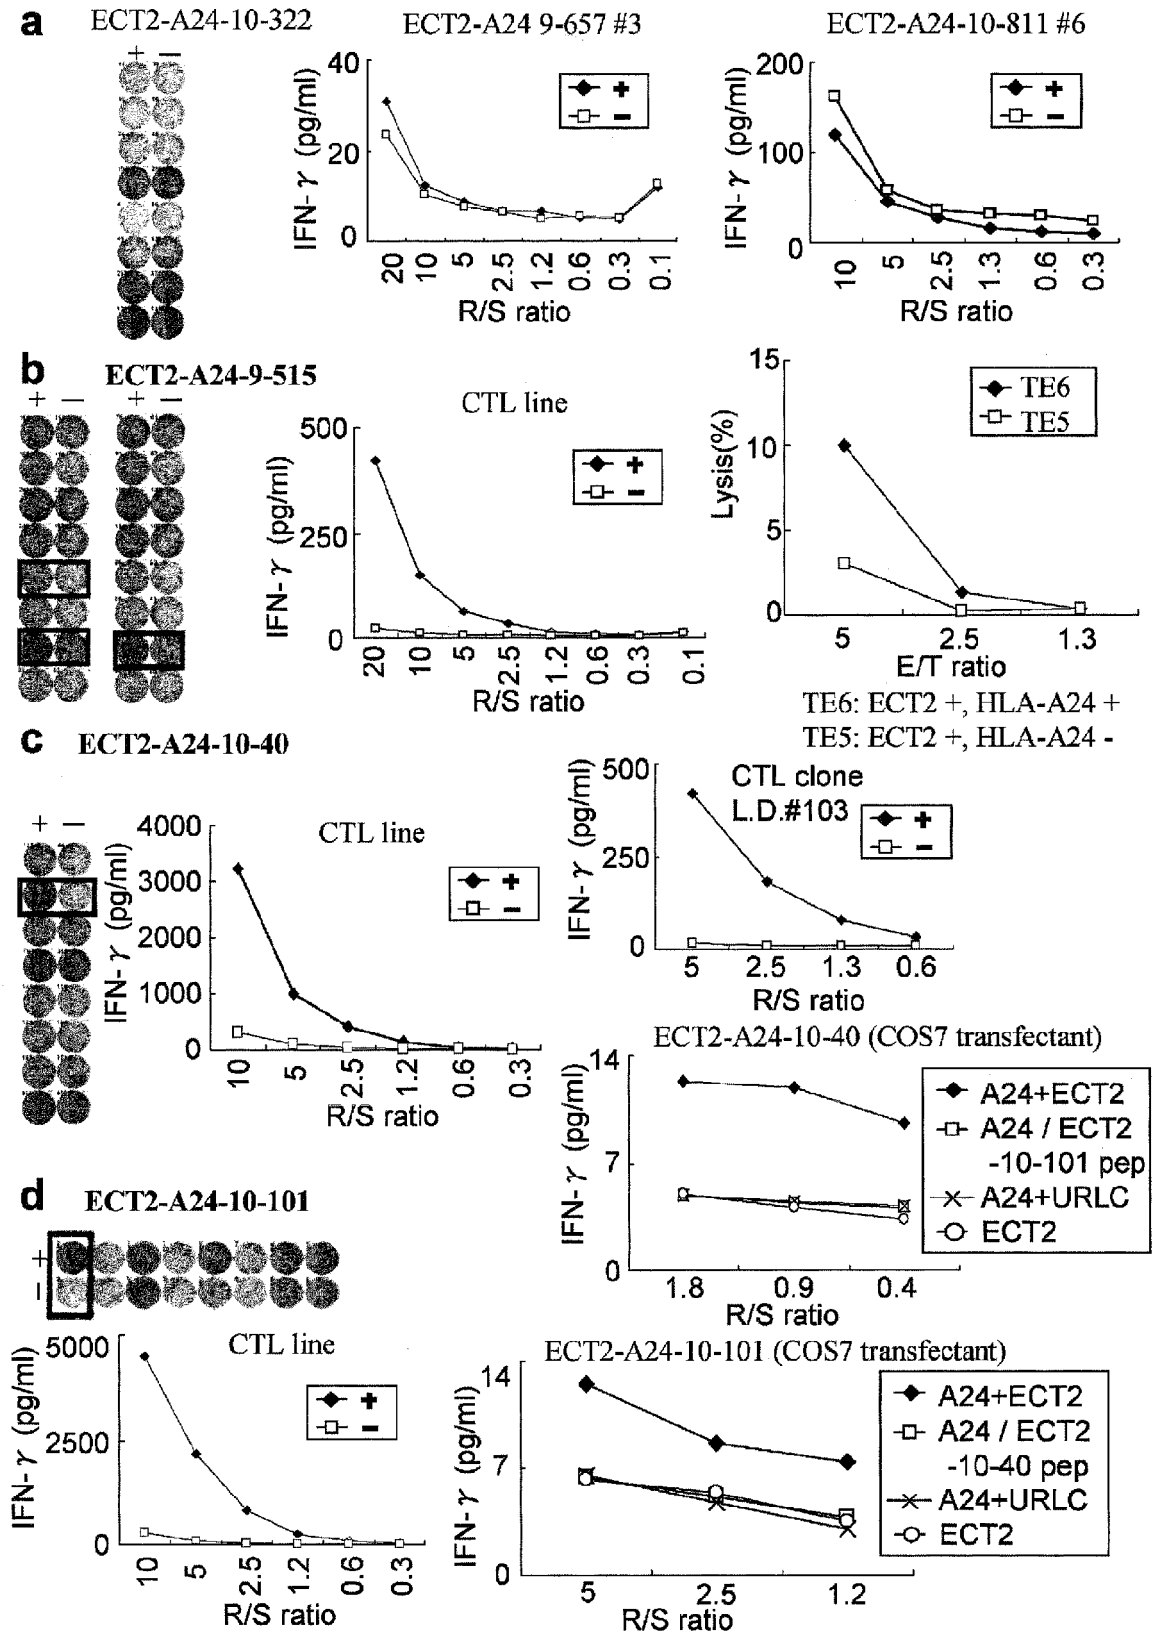 a
ECT2-A24-10-322
+ −
ECT2-A24 9-657 #3
IFN-γ (pg/ml)
40
20
0
+
−
20 10 5 2.5 1.2 0.6 0.3 0.1
R/S ratio
ECT2-A24-10-811 #6
IFN-γ (pg/ml)
200
100
0
+
−
10 5 2.5 1.3 0.6 0.3
R/S ratio
b
ECT2-A24-9-515
+ − + −
CTL line
IFN-γ (pg/ml)
500
250
0
+
−
20 10 5 2.5 1.2 0.6 0.3 0.1
R/S ratio
Lysis(%)
15
10
5
0
TE6
TE5
5 2.5 1.3
E/T ratio
TE6: ECT2 +, HLA-A24 +
TE5: ECT2 +, HLA-A24 -
c
ECT2-A24-10-40
+ −
CTL line
IFN-γ (pg/ml)
4000
3000
2000
1000
0
+
−
10 5 2.5 1.2 0.6 0.3
R/S ratio
CTL clone
L.D.#103
IFN-γ (pg/ml)
500
250
0
+
−
5 2.5 1.3 0.6
R/S ratio
ECT2-A24-10-40 (COS7 transfectant)
IFN-γ (pg/ml)
14
7
0
A24+ECT2
A24 / ECT2
-10-101 pep
A24+URLC
ECT2
1.8 0.9 0.4
R/S ratio
d
ECT2-A24-10-101
+
−
CTL line
IFN-γ (pg/ml)
5000
2500
0
+
−
10 5 2.5 1.2 0.6 0.3
R/S ratio
ECT2-A24-10-101 (COS7 transfectant)
IFN-γ (pg/ml)
14
7
0
A24+ECT2
A24 / ECT2
-10-40 pep
A24+URLC
ECT2
5 2.5 1.2
R/S ratio